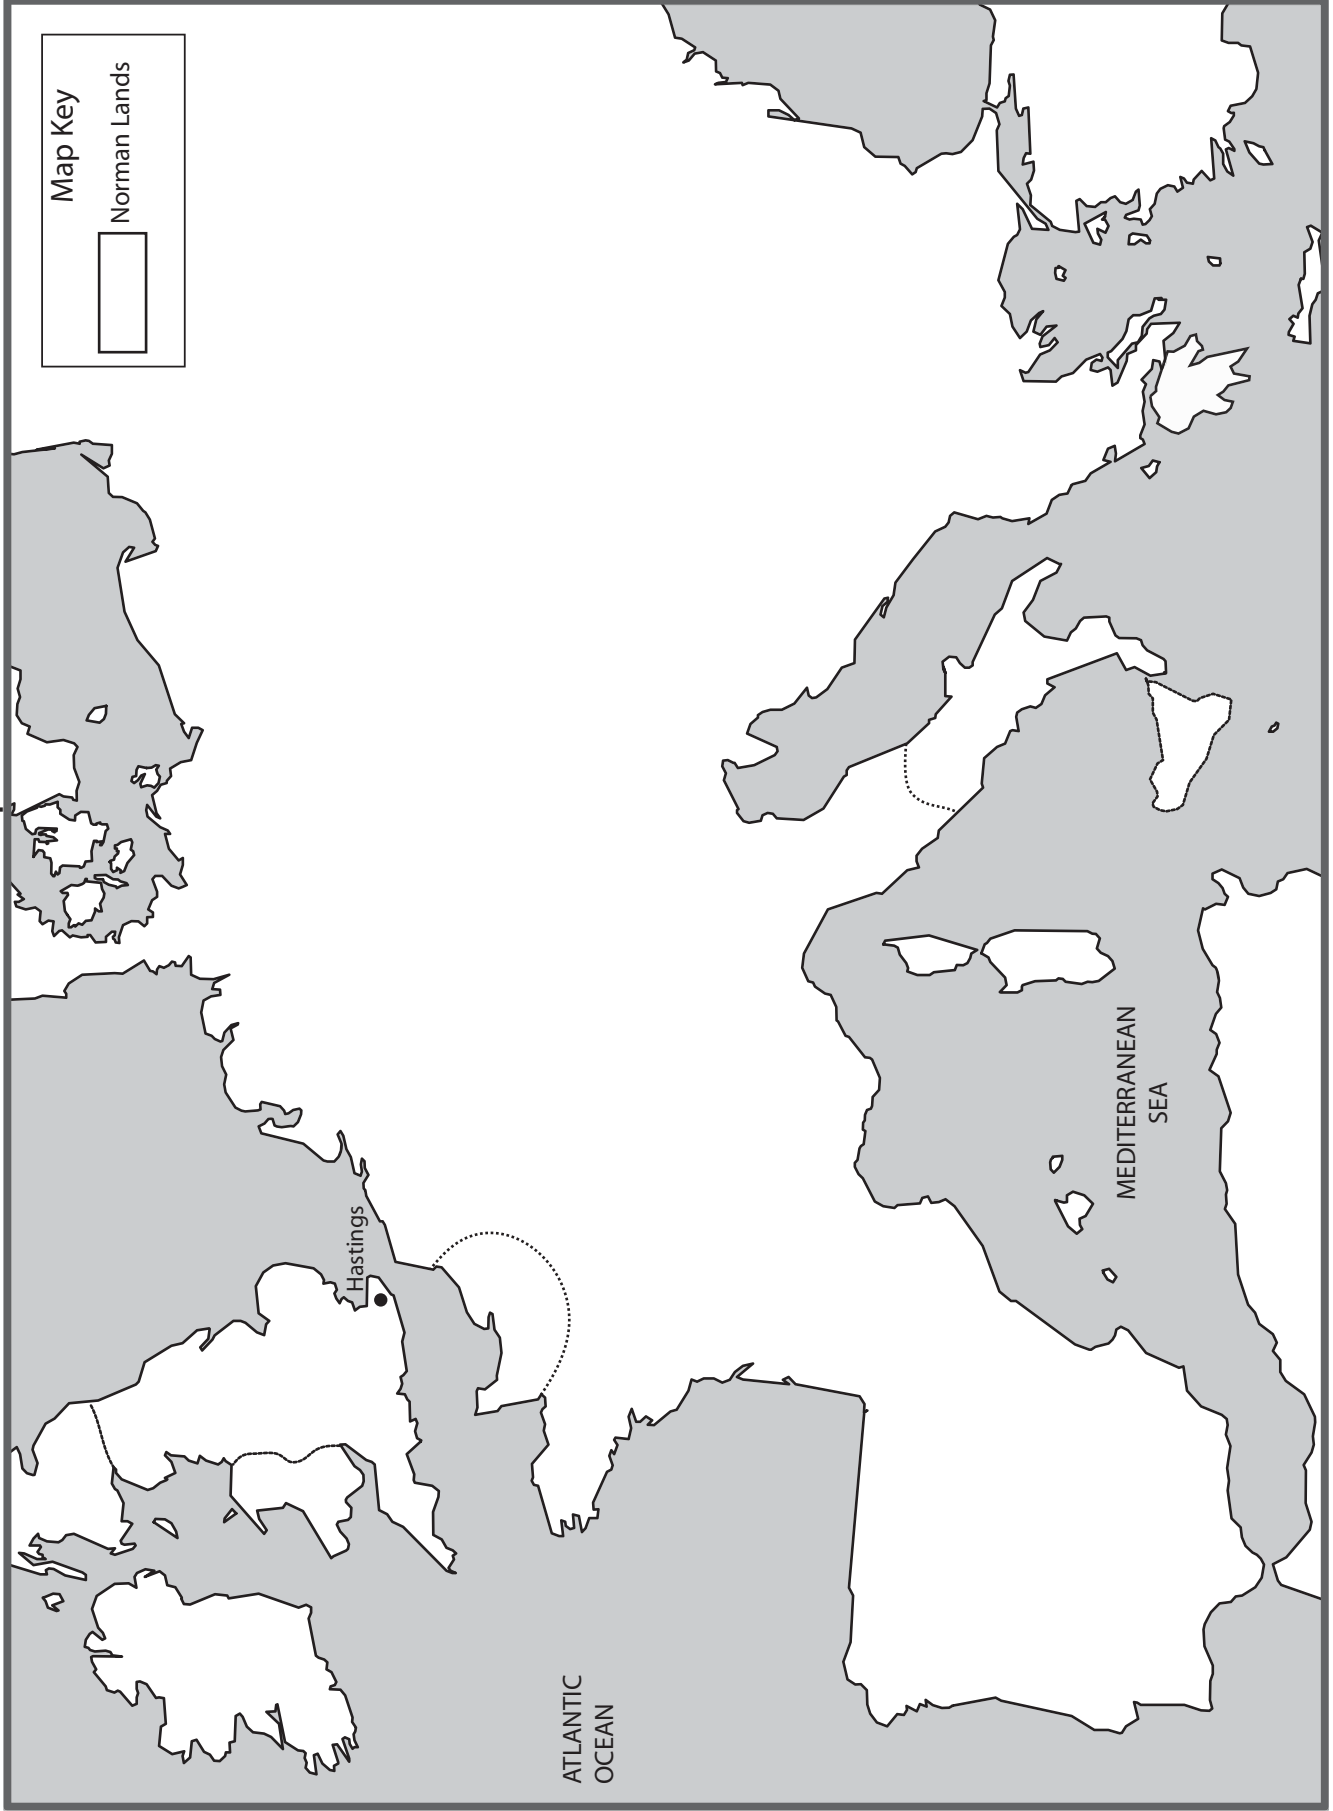 Map Key
Norman Lands
Hastings
ATLANTIC
OCEAN
MEDITERRANEAN
SEA